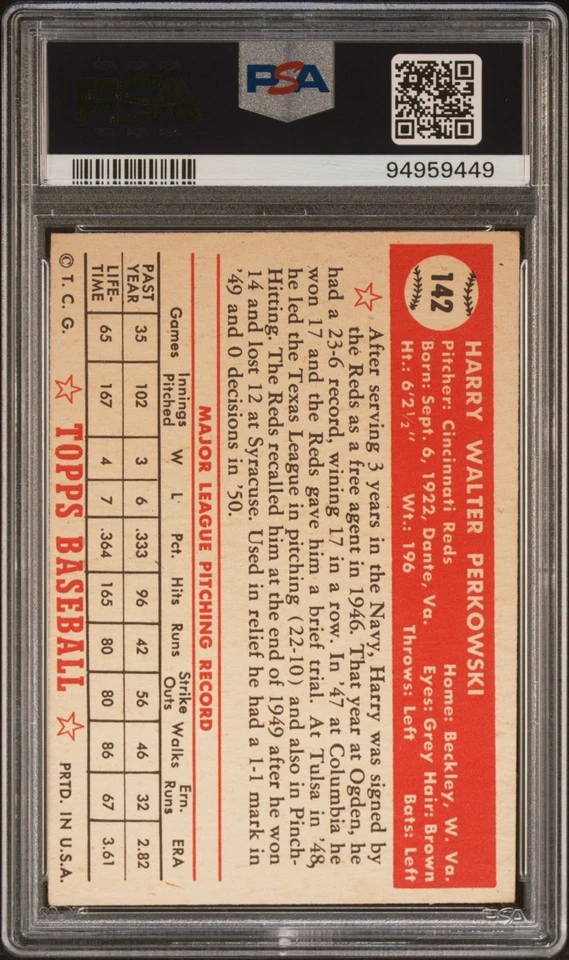 PSA
94959449
142
HARRY WALTER PERKOWSKI
Pitcher: Cincinnati Reds Home: Beckley, W. Va.
Born: Sept. 6, 1922, Dante, Va. Eyes: Grey Hair: Brown
Ht.: 6'2½" Wt.: 196 Throws: Left Bats: Left
After serving 3 years in the Navy, Harry was signed by
the Reds as a free agent in 1946. That year at Ogden, he
had a 23-6 record, wining 17 in a row. In '47 at Columbia he
won 17 and the Reds gave him a brief trial. At Tulsa in '48,
he led the Texas League in pitching (22-10) and also in Pinch-
Hitting. The Reds recalled him at the end of 1949 after he won
14 and lost 12 at Syracuse. Used in relief he had a 1-1 mark in
'49 and 0 decisions in '50.
MAJOR LEAGUE PITCHING RECORD
Games Innings Pitched W L Pct. Hits Runs Strike Outs Walks Ern. Runs ERA
PAST YEAR 35 102 3 6 .333 96 42 56 46 32 2.82
LIFE-TIME 65 167 4 7 .364 165 80 80 86 67 3.61
© T. C. G. TOPPS BASEBALL PRTD. IN U.S.A.
PSA